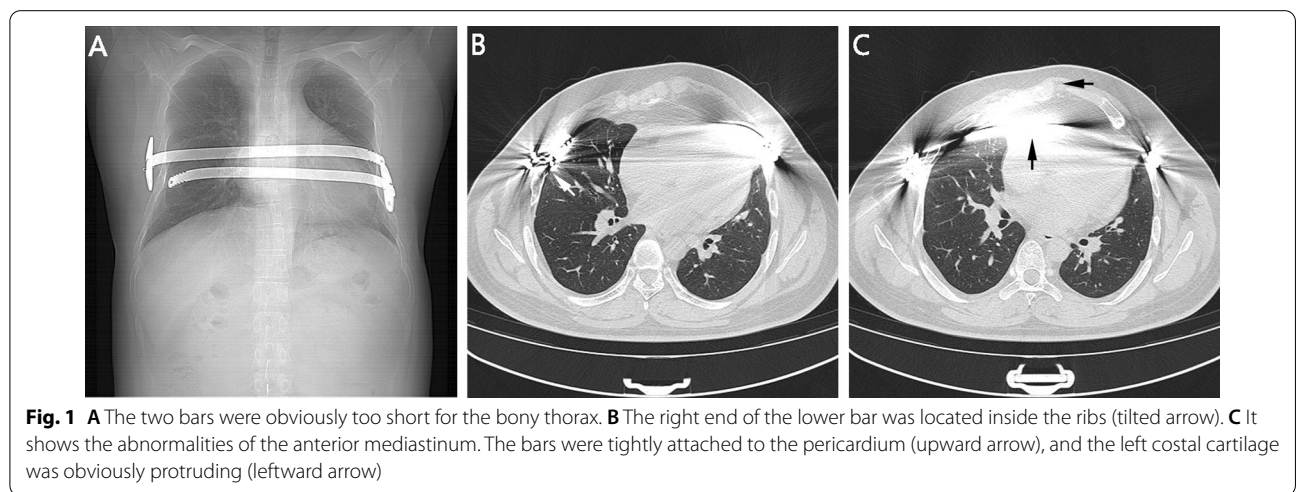 A
B
C
Fig. 1 A The two bars were obviously too short for the bony thorax. B The right end of the lower bar was located inside the ribs (tilted arrow). C It
shows the abnormalities of the anterior mediastinum. The bars were tightly attached to the pericardium (upward arrow), and the left costal cartilage
was obviously protruding (leftward arrow)